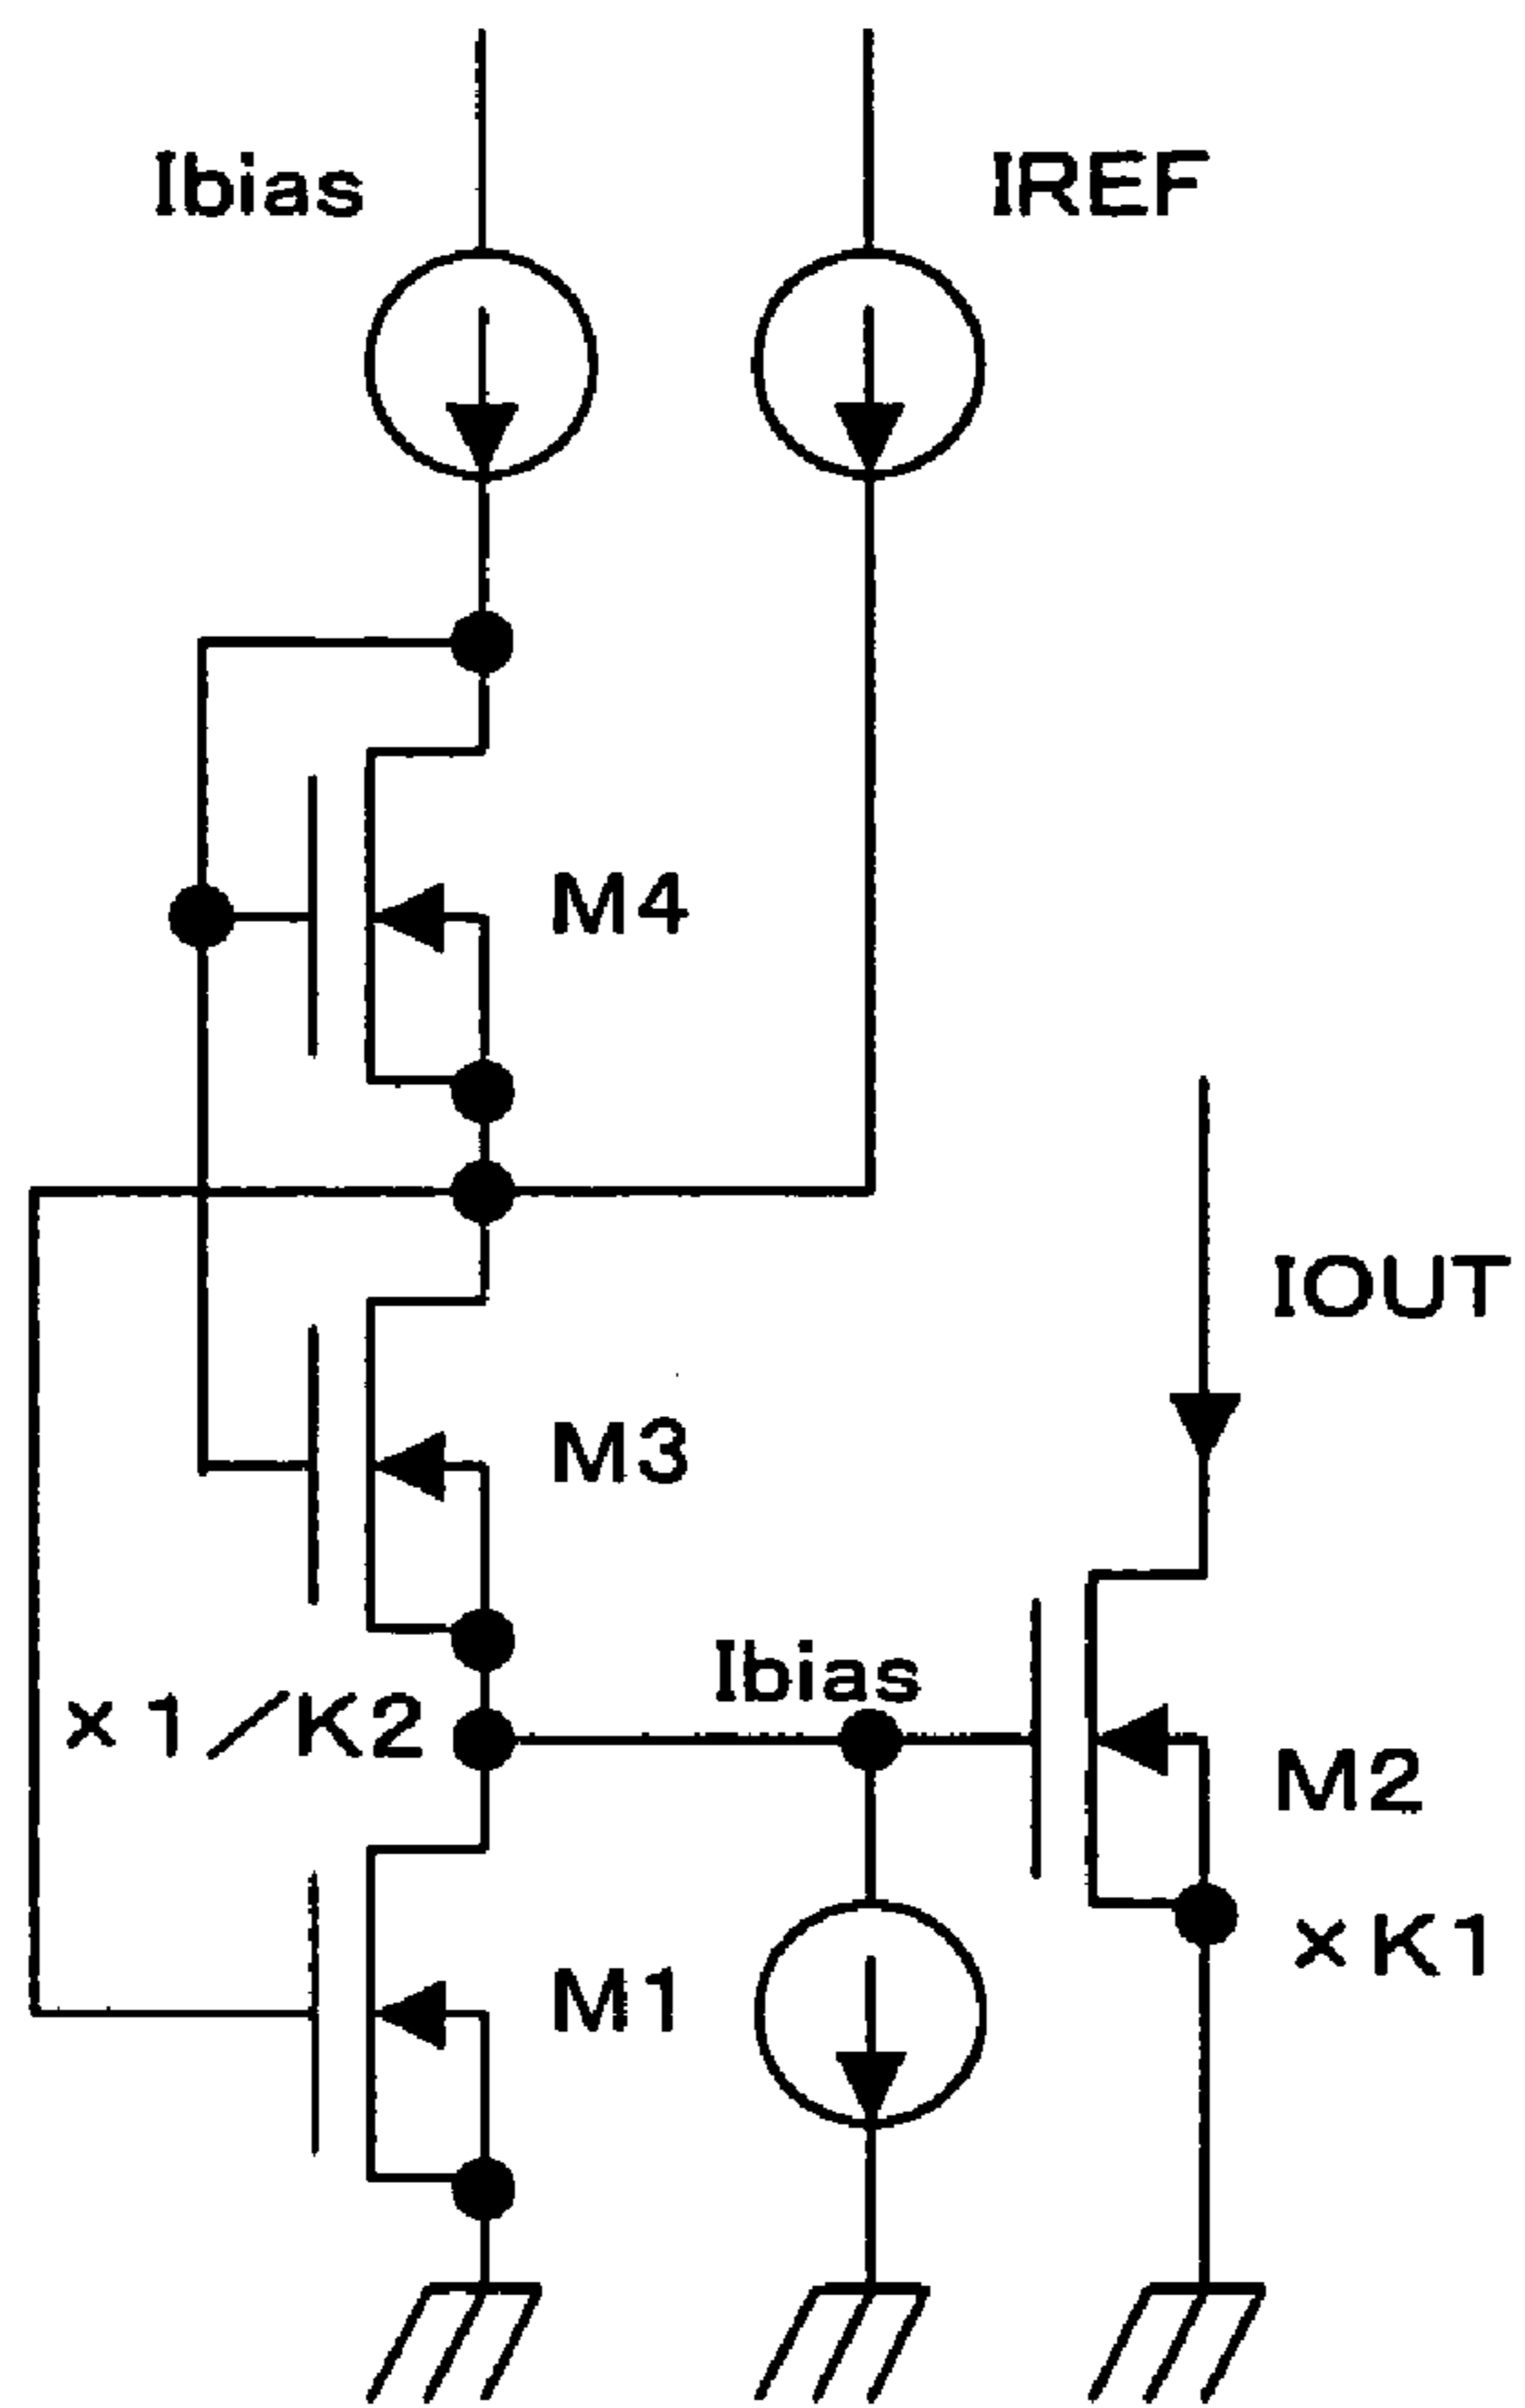 Ibias
IREF
M4
IOUT
M3
Ibias
×1/K2
M2
×K1
M1